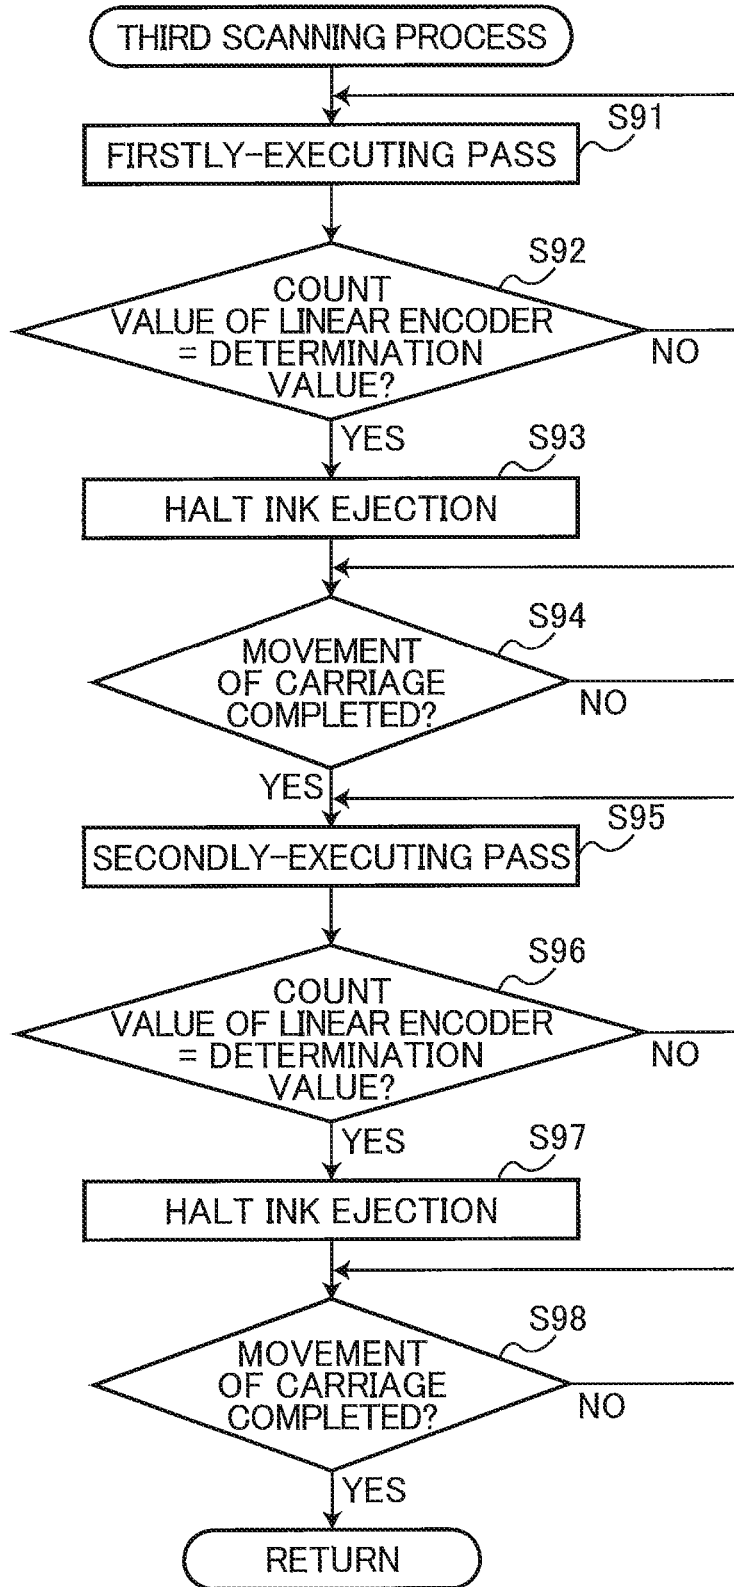 THIRD SCANNING PROCESS
S91
FIRSTLY-EXECUTING PASS
S92
COUNT
VALUE OF LINEAR ENCODER
= DETERMINATION
VALUE?
NO
YES
S93
HALT INK EJECTION
S94
MOVEMENT
OF CARRIAGE
COMPLETED?
NO
YES
S95
SECONDLY-EXECUTING PASS
S96
COUNT
VALUE OF LINEAR ENCODER
= DETERMINATION
VALUE?
NO
YES
S97
HALT INK EJECTION
S98
MOVEMENT
OF CARRIAGE
COMPLETED?
NO
YES
RETURN